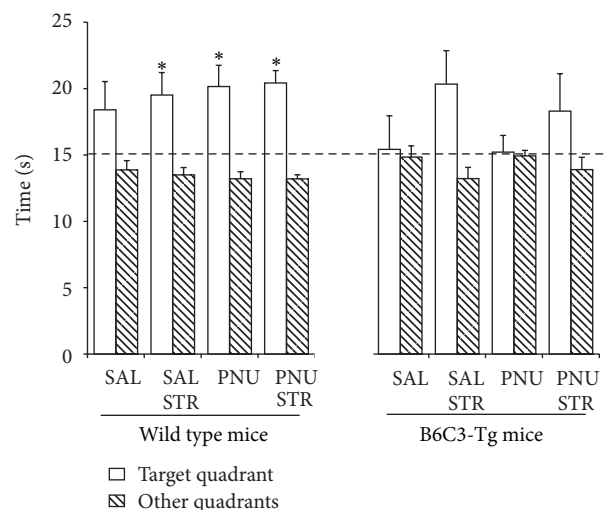 25
20
15
10
5
0
Time (s)
* * *
SAL SAL STR PNU PNU STR
SAL SAL STR PNU PNU STR
Wild type mice
B6C3-Tg mice
Target quadrant
Other quadrants